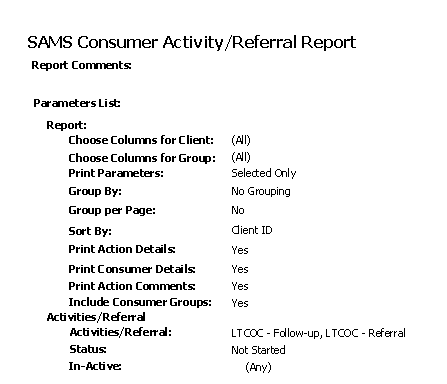 SAMS Consumer Activity/Referral Report
Report Comments:
Parameters List:
Report:
Choose Columns for Client: (All)
Choose Columns for Group: (All)
Print Parameters: Selected Only
Group By: No Grouping
Group per Page: No
Sort By: Client ID
Print Action Details: Yes
Print Consumer Details: Yes
Print Action Comments: Yes
Include Consumer Groups: Yes
Activities/Referral
Activities/Referral: LTCOC - Follow-up, LTCOC - Referral
Status: Not Started
In-Active: (Any)